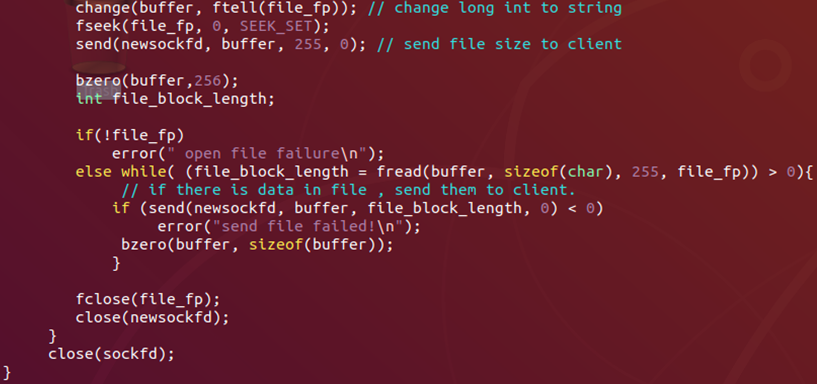 change(buffer, ftell(file_fp)); // change long int to string
fseek(file_fp, 0, SEEK_SET);
send(newsockfd, buffer, 255, 0); // send file size to client
bzero(buffer,256);
int file_block_length;
if(!file_fp)
error(" open file failure\n");
else while( (file_block_length = fread(buffer, sizeof(char), 255, file_fp)) > 0){
// if there is data in file , send them to client.
if (send(newsockfd, buffer, file_block_length, 0) < 0)
error("send file failed!\n");
bzero(buffer, sizeof(buffer));
}
fclose(file_fp);
close(newsockfd);
}
close(sockfd);
}